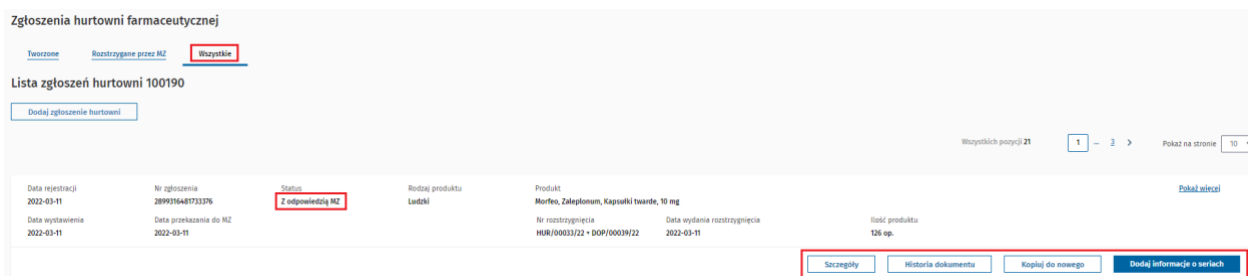 Zgłoszenia hurtowni farmaceutycznej
Tworzone Rozstrzygane przez MZ Wszystkie
Lista zgłoszeń hurtowni 100190
Dodaj zgłoszenie hurtowni
Wszystkich pozycji 21 1 – 3 > Pokaż na stronie 10
Data rejestracji Nr zgłoszenia Status Rodzaj produktu Produkt Pokaż więcej
2022-03-11 2899316481733376 Z odpowiedzią MZ Ludzki Morfeo, Zaleplonum, Kapsułki twarde, 10 mg
Data wystawienia Data przekazania do MZ Nr rozstrzygnięcia Data wydania rozstrzygnięcia Ilość produktu
2022-03-11 2022-03-11 HUR/00033/22 + DOP/00039/22 2022-03-11 126 op.
Szczegóły Historia dokumentu Kopiuj do nowego Dodaj informacje o seriach